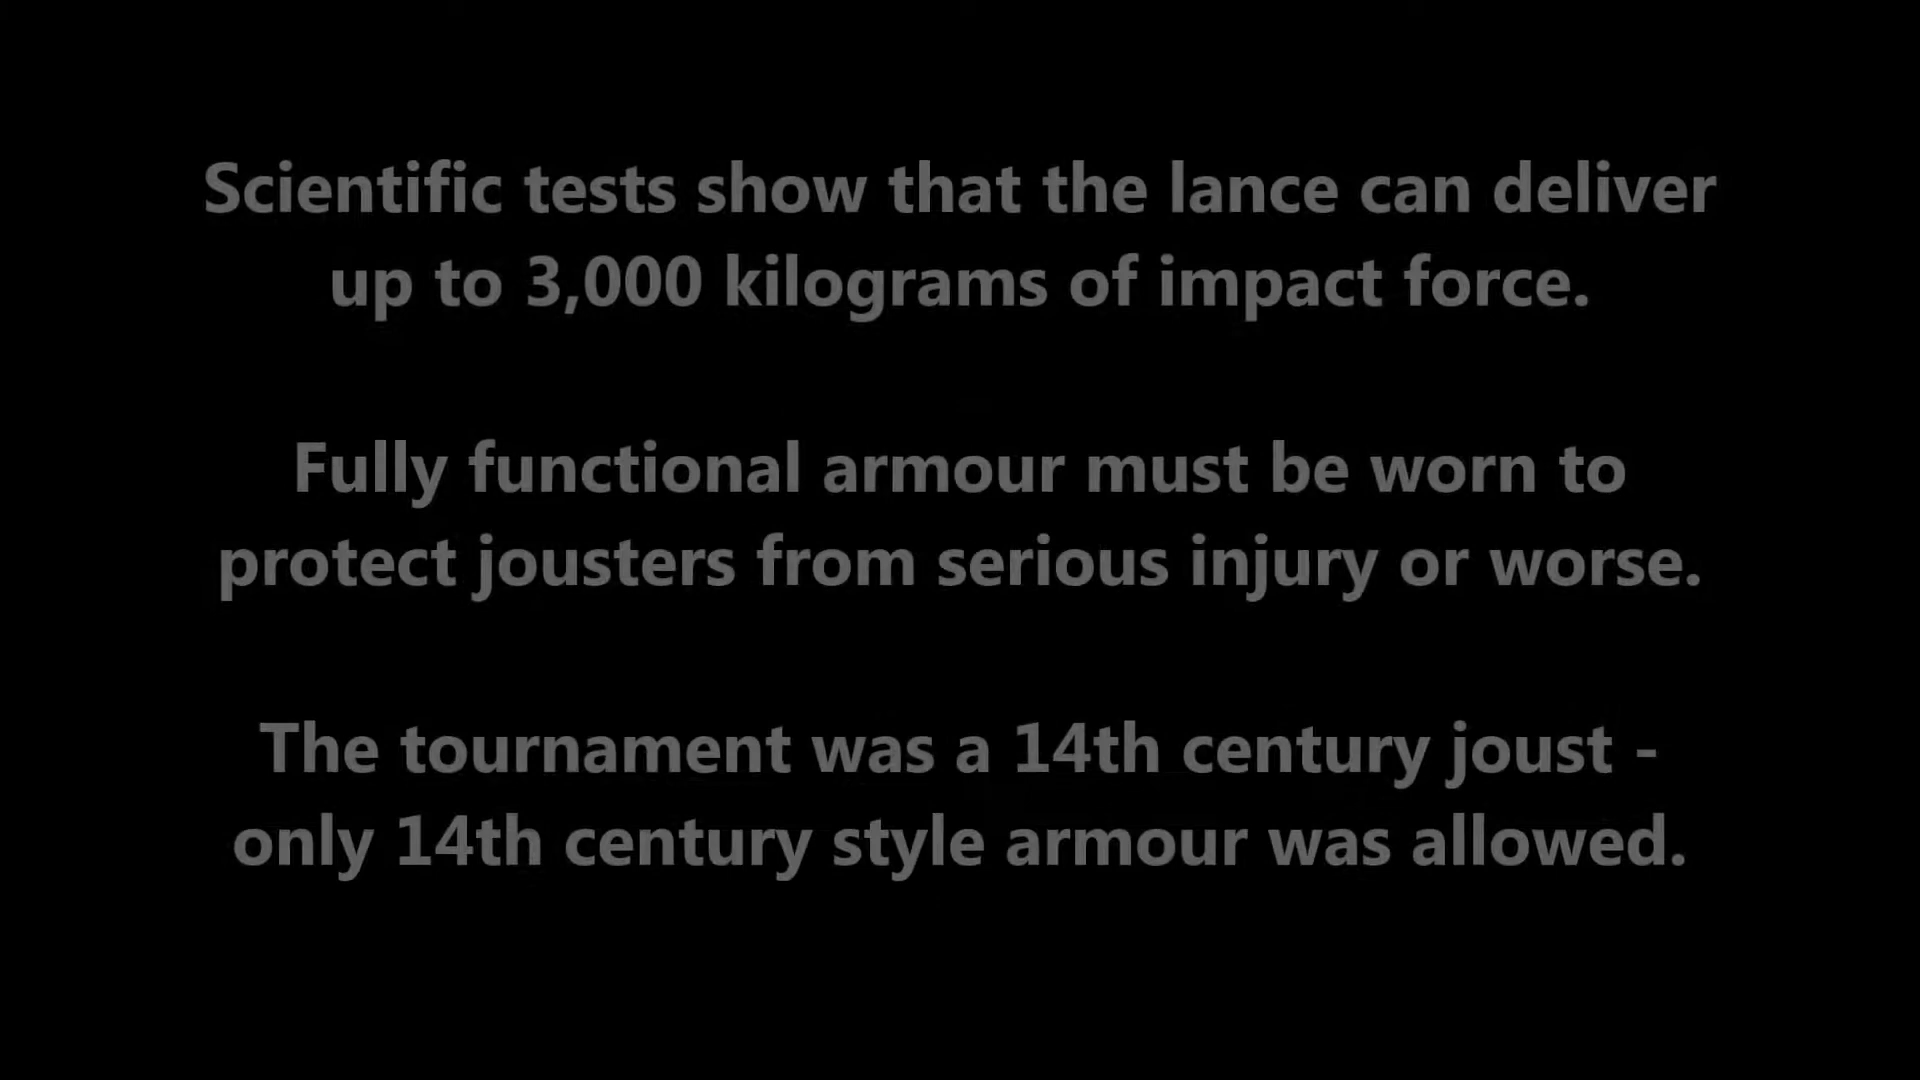 Scientific tests show that the lance can deliver
up to 3,000 kilograms of impact force.
Fully functional armour must be worn to
protect jousters from serious injury or worse.
The tournament was a 14th century joust -
only 14th century style armour was allowed.